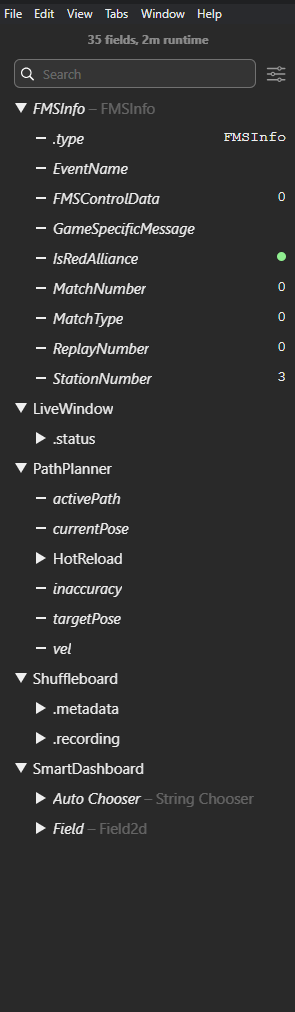 File Edit View Tabs Window Help
35 fields, 2m runtime
Search
FMSInfo – FMSInfo
.type FMSInfo
EventName
FMSControlData 0
GameSpecificMessage
IsRedAlliance
MatchNumber 0
MatchType 0
ReplayNumber 0
StationNumber 3
LiveWindow
.status
PathPlanner
activePath
currentPose
HotReload
inaccuracy
targetPose
vel
Shuffleboard
.metadata
.recording
SmartDashboard
Auto Chooser – String Chooser
Field – Field2d